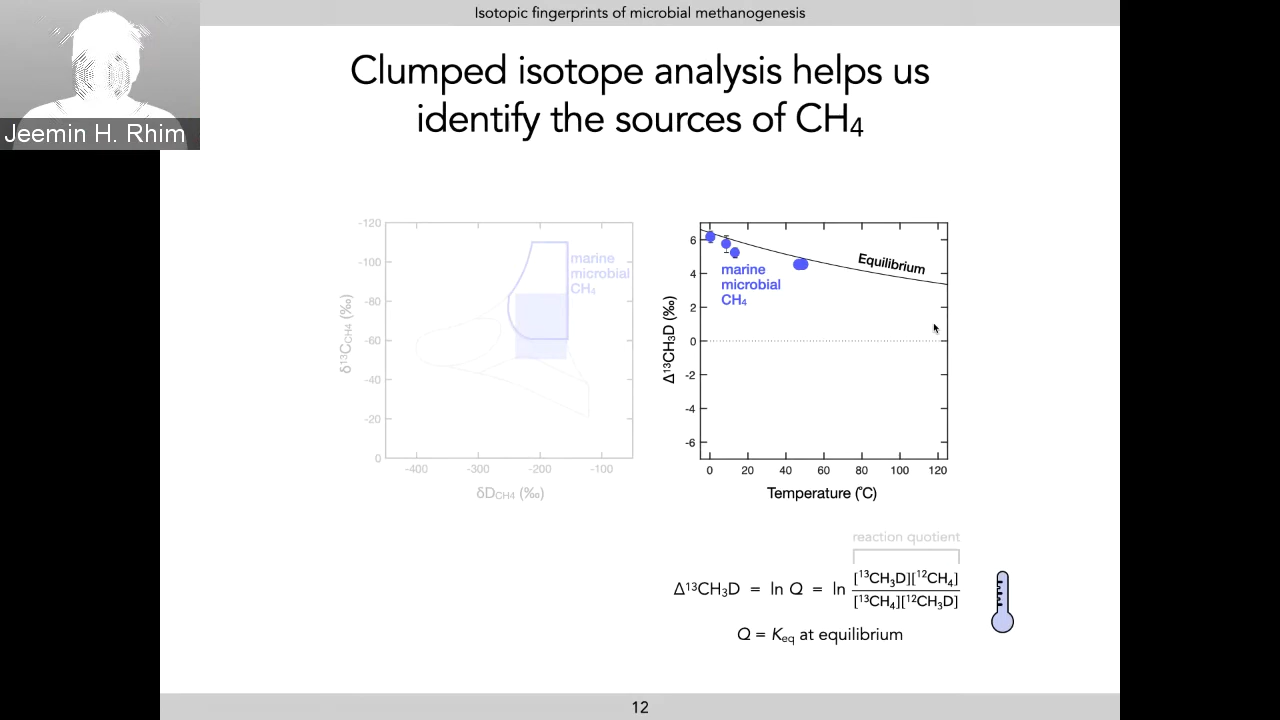 Isotopic fingerprints of microbial methanogenesis
Jeemin H. Rhim
Clumped isotope analysis helps us
identify the sources of CH₄
-120
-100
-80
-60
-40
-20
0
-400
-300
-200
-100
δ¹³C_CH4 (‰)
δD_CH4 (‰)
marine
microbial
CH₄
6
4
2
0
-2
-4
-6
0
20
40
60
80
100
120
Δ¹³CH₃D (‰)
Temperature (˚C)
Equilibrium
marine
microbial
CH₄
reaction quotient
Δ¹³CH₃D = ln Q = ln [¹³CH₃D][¹²CH₄]
[¹³CH₄][¹²CH₃D]
Q = K_eq at equilibrium
12